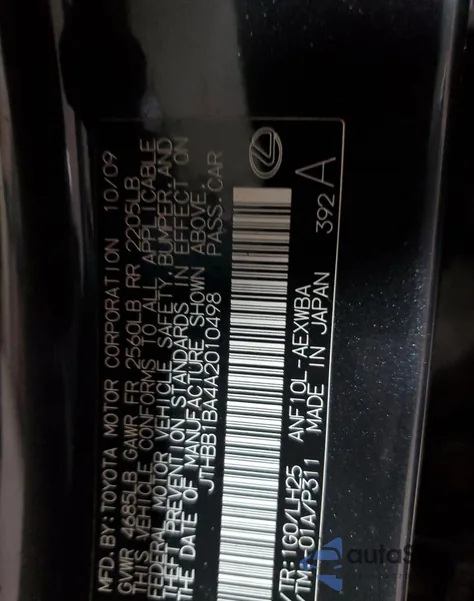 MFD. BY: TOYOTA MOTOR CORPORATION 10/09
GVWR 4685LB GAWR FR 2560LB RR 2205LB
THIS VEHICLE CONFORMS TO ALL APPLICABLE
FEDERAL MOTOR VEHICLE SAFETY, BUMPER, AND
THEFT PREVENTION STANDARDS IN EFFECT ON
THE DATE OF MANUFACTURE SHOWN ABOVE.
JTHBB1BA4A2010498 PASS. CAR
/TR:1G0/LH25 ANF10L-AEXWBA
/TM: 01A/P311 MADE IN JAPAN 392 A